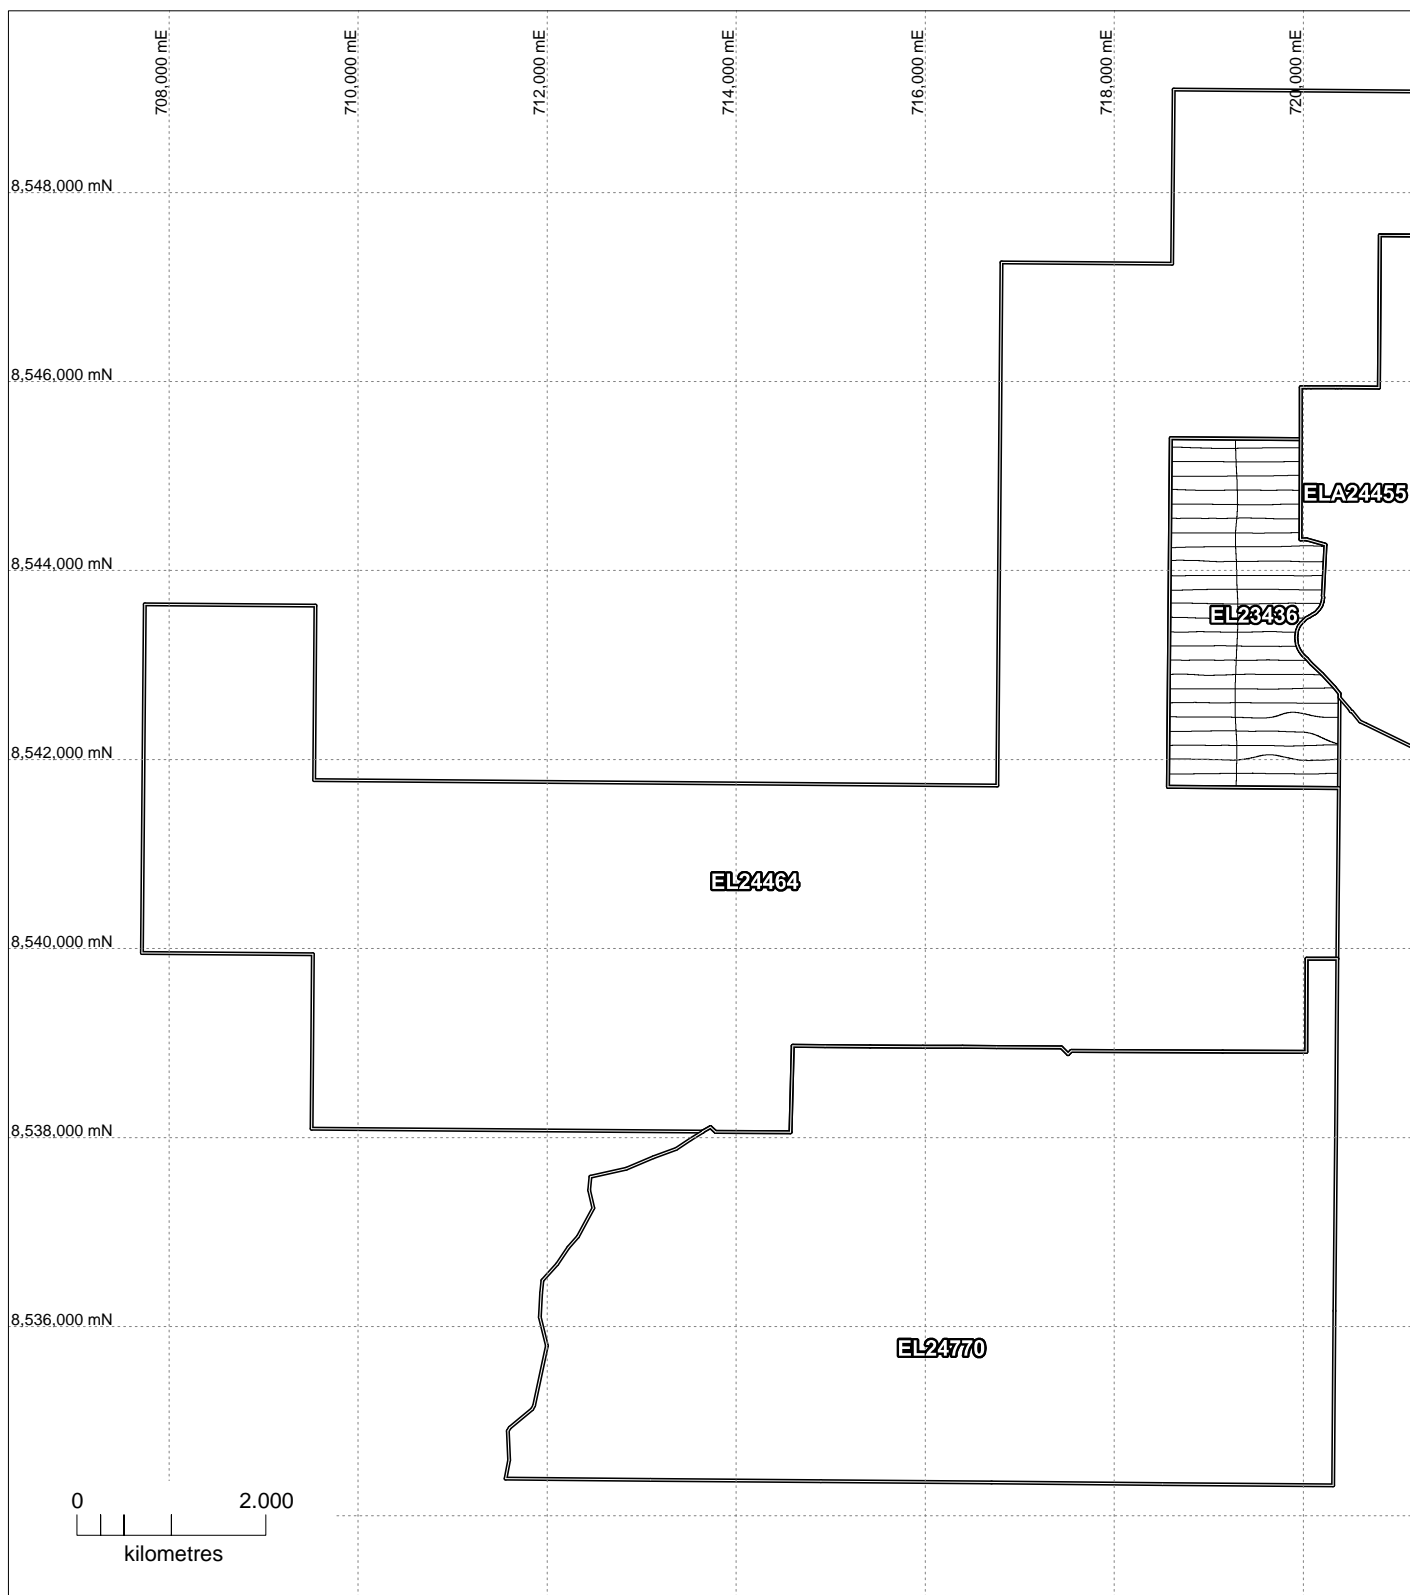 708,000 mE
710,000 mE
712,000 mE
714,000 mE
716,000 mE
718,000 mE
720,000 mE
8,548,000 mN
8,546,000 mN
ELA24455
8,544,000 mN
EL23436
8,542,000 mN
EL24464
8,540,000 mN
8,538,000 mN
8,536,000 mN
EL24770
0 2.000
kilometres